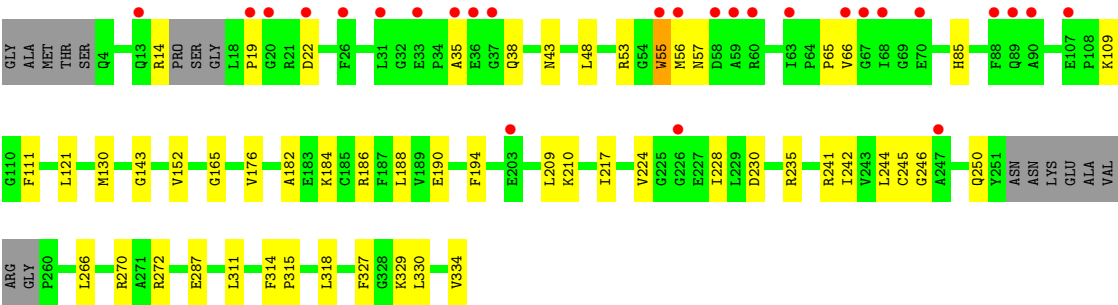 GLY ALA MET THR SER Q4 Q13 R14 PRO SER GLY L18 P19 G20 R21 D22 F26 L31 G32 E33 P34 A35 E36 G37 Q38 N43 L48 R53 G54 W55 M56 N57 D58 A59 R60 I63 P64 P65 V66 G67 I68 G69 E70 H85 F88 Q89 A90 E107 P108 K109
G110 F111 L121 M130 G143 V152 G165 V176 A182 E183 K184 C185 R186 F187 L188 V189 E190 F194 E203 L209 K210 I217 V224 G225 G226 E227 I228 L229 D230 R235 R241 I242 V243 L244 C245 G246 A247 Q250 Y251 ASN ASN LYS GLU ALA VAL
ARG GLY P260 L266 R270 A271 R272 E287 L311 F314 P315 L318 F327 G328 K329 L330 V334